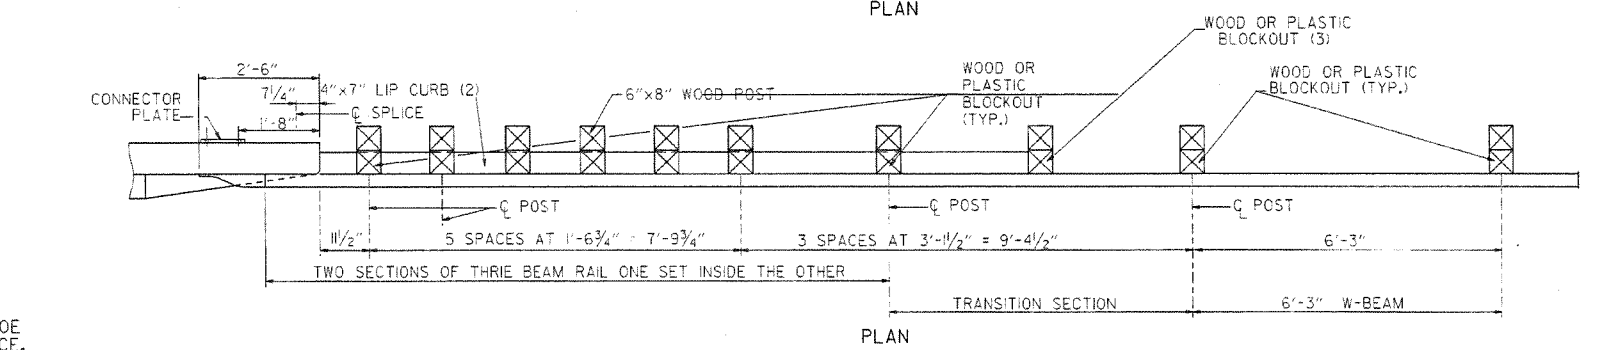 PLAN
WOOD OR PLASTIC
BLOCKOUT (3)
2'-6"
WOOD OR
PLASTIC
BLOCKOUT
(TYP.)
WOOD OR PLASTIC
BLOCKOUT (TYP.)
7¼"
4"x7" LIP CURB (2)
6"x8" WOOD POST
CONNECTOR
PLATE
℄ SPLICE
1'-8"
℄ POST
℄ POST
℄ POST
11½"
5 SPACES AT 1'-6¾" = 7'-9¾"
3 SPACES AT 3'-1½" = 9'-4½"
6'-3"
TWO SECTIONS OF THRIE BEAM RAIL ONE SET INSIDE THE OTHER
TRANSITION SECTION
6'-3" W-BEAM
OE
CE.
PLAN